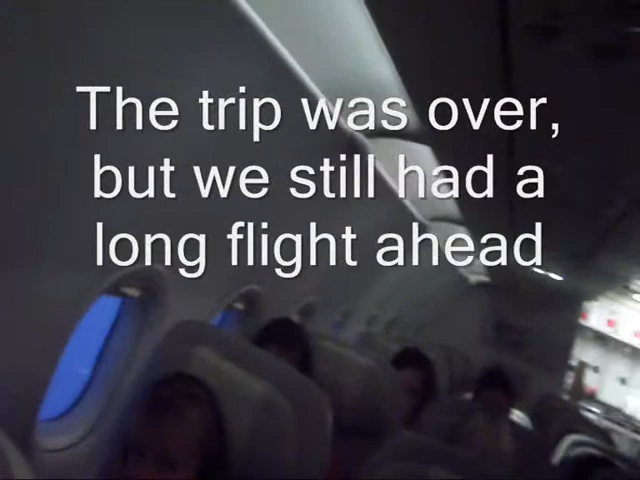 The trip was over,
but we still had a
long flight ahead